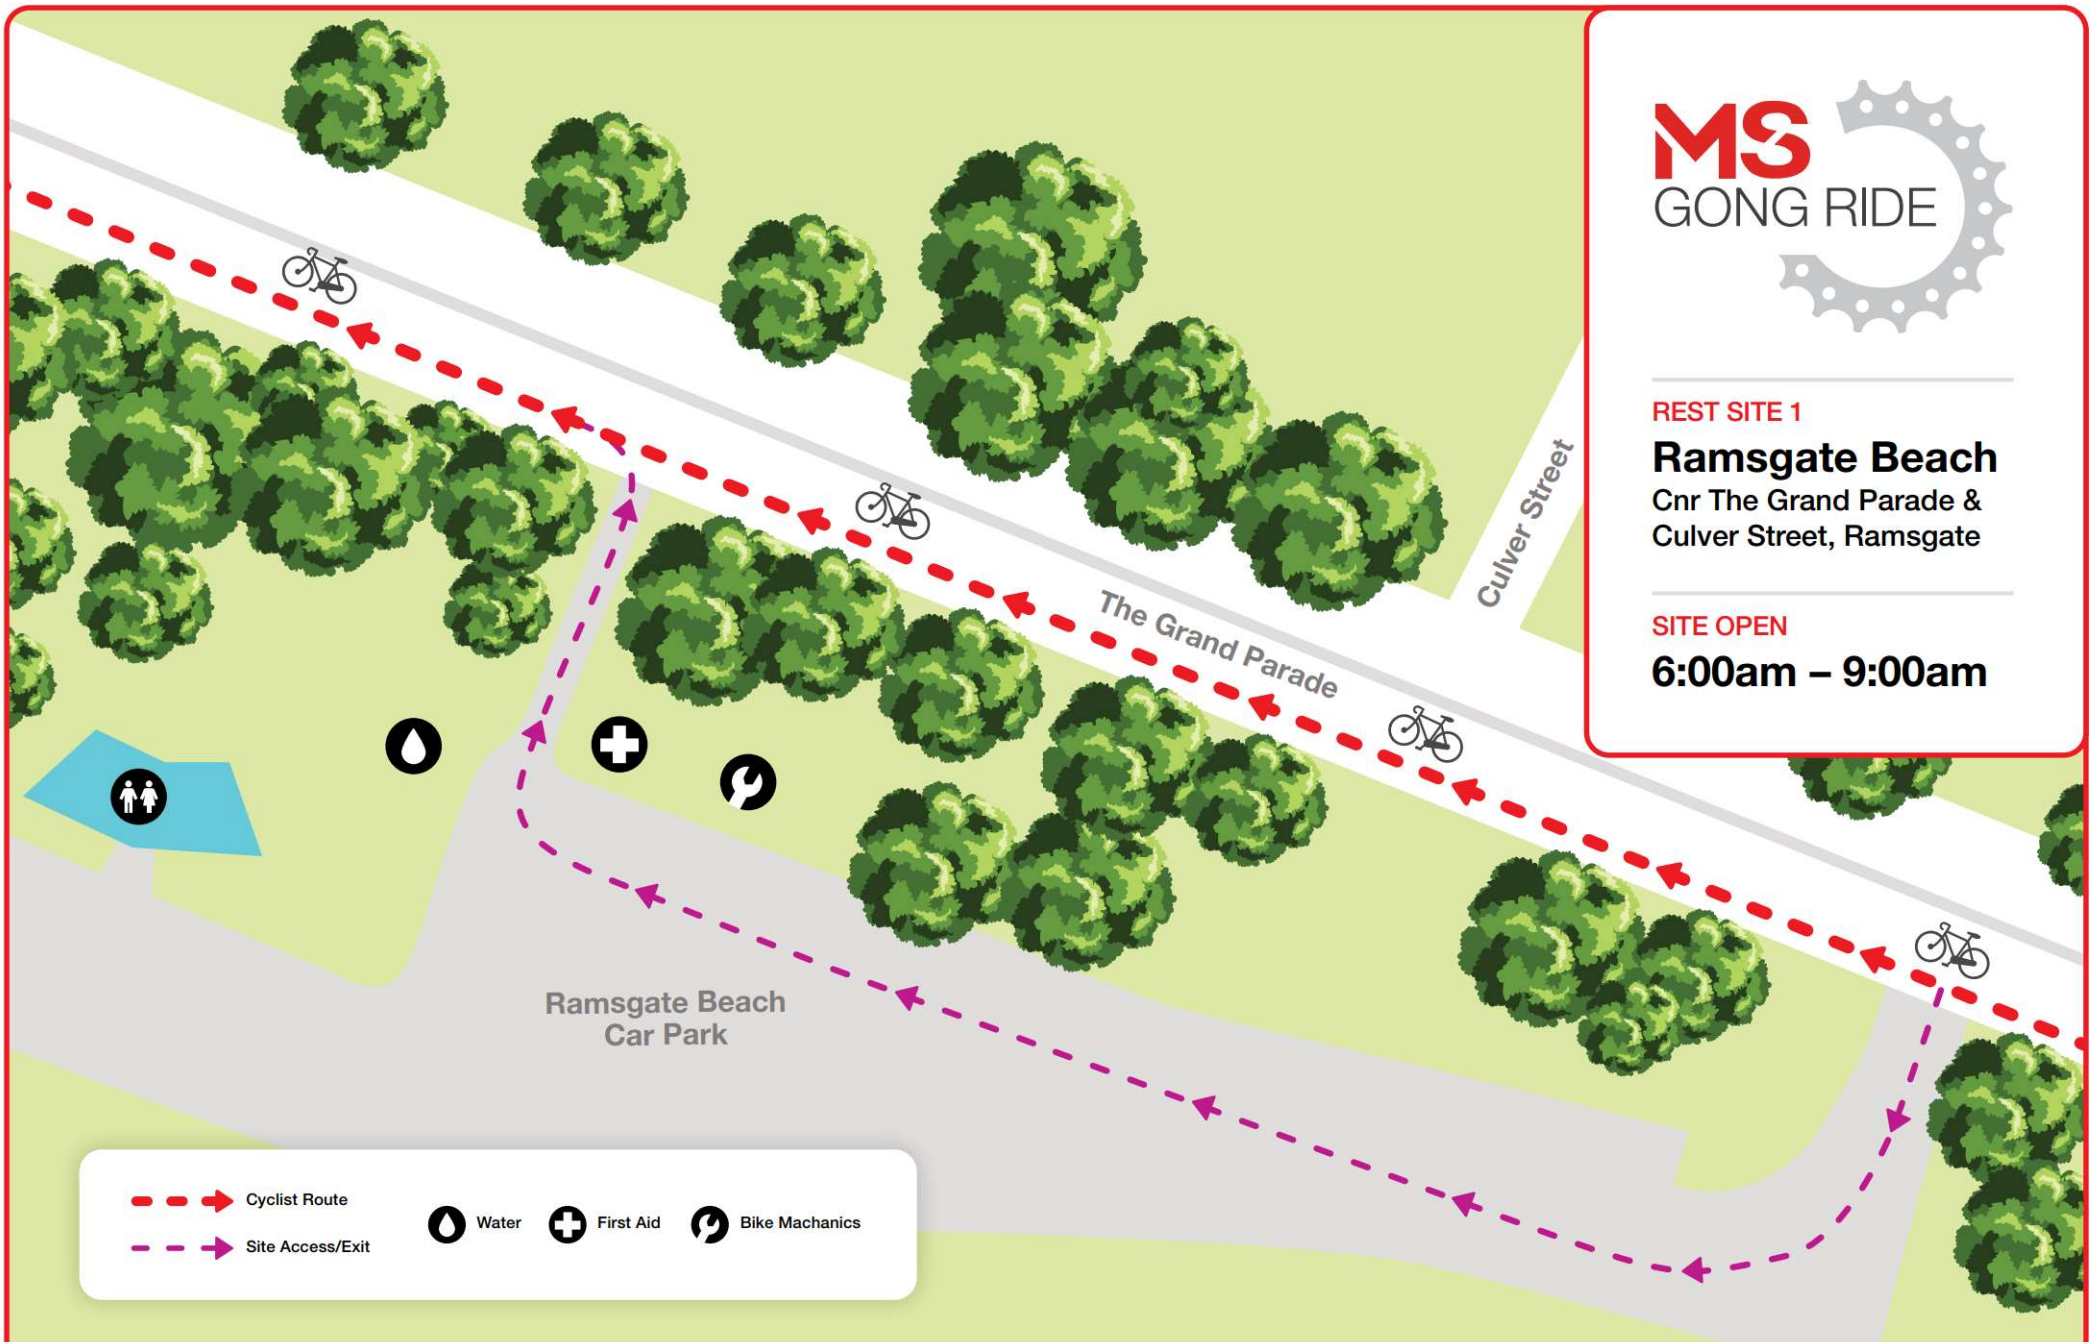 MS
GONG RIDE
REST SITE 1
Ramsgate Beach
Cnr The Grand Parade &
Culver Street, Ramsgate
SITE OPEN
6:00am – 9:00am
Culver Street
The Grand Parade
Ramsgate Beach
Car Park
Cyclist Route
Site Access/Exit
Water
First Aid
Bike Machanics